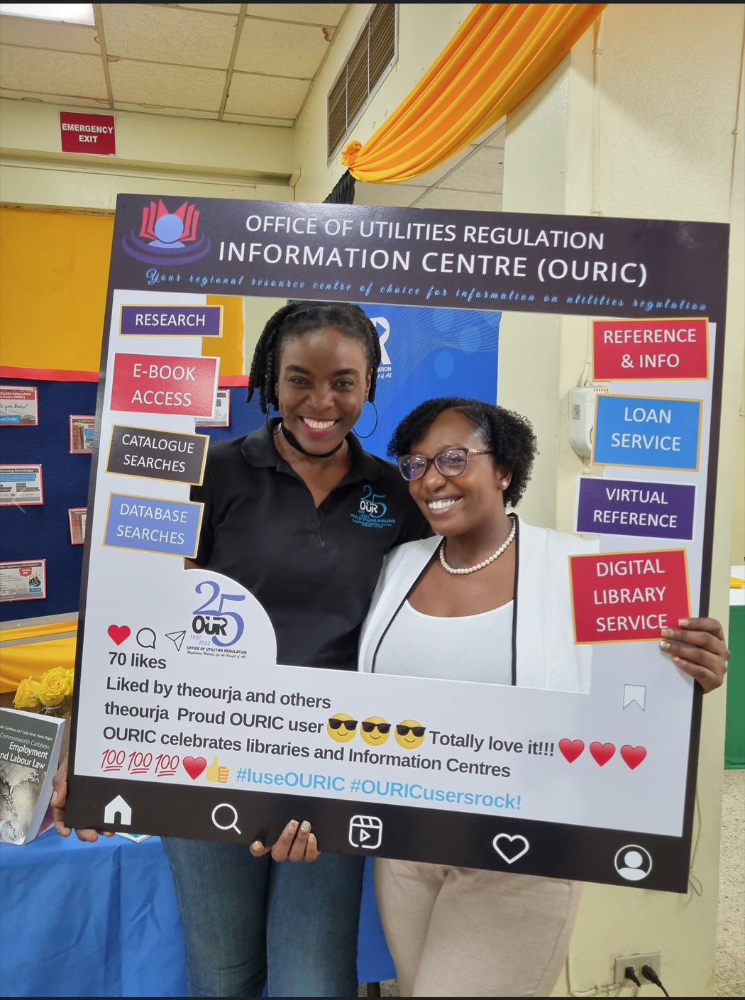 EMERGENCY
EXIT
OFFICE OF UTILITIES REGULATION
INFORMATION CENTRE (OURIC)
Your regional resource centre of choice for information on utilities regulation
RESEARCH
E-BOOK
ACCESS
CATALOGUE
SEARCHES
DATABASE
SEARCHES
REFERENCE
& INFO
LOAN
SERVICE
VIRTUAL
REFERENCE
DIGITAL
LIBRARY
SERVICE
25
OUR
25
OUR
1997
- 2022
OFFICE OF UTILITIES REGULATION
Regulating Utilities for the Benefit of All
70 likes
Liked by theourja and others
theourja Proud OURIC user 😎😎😎 Totally love it!!! ❤️❤️❤️
OURIC celebrates libraries and Information Centres
💯💯💯❤️👍 #IuseOURIC #OURICusersrock!
Commonwealth Caribbean
Employment
and Labour Law